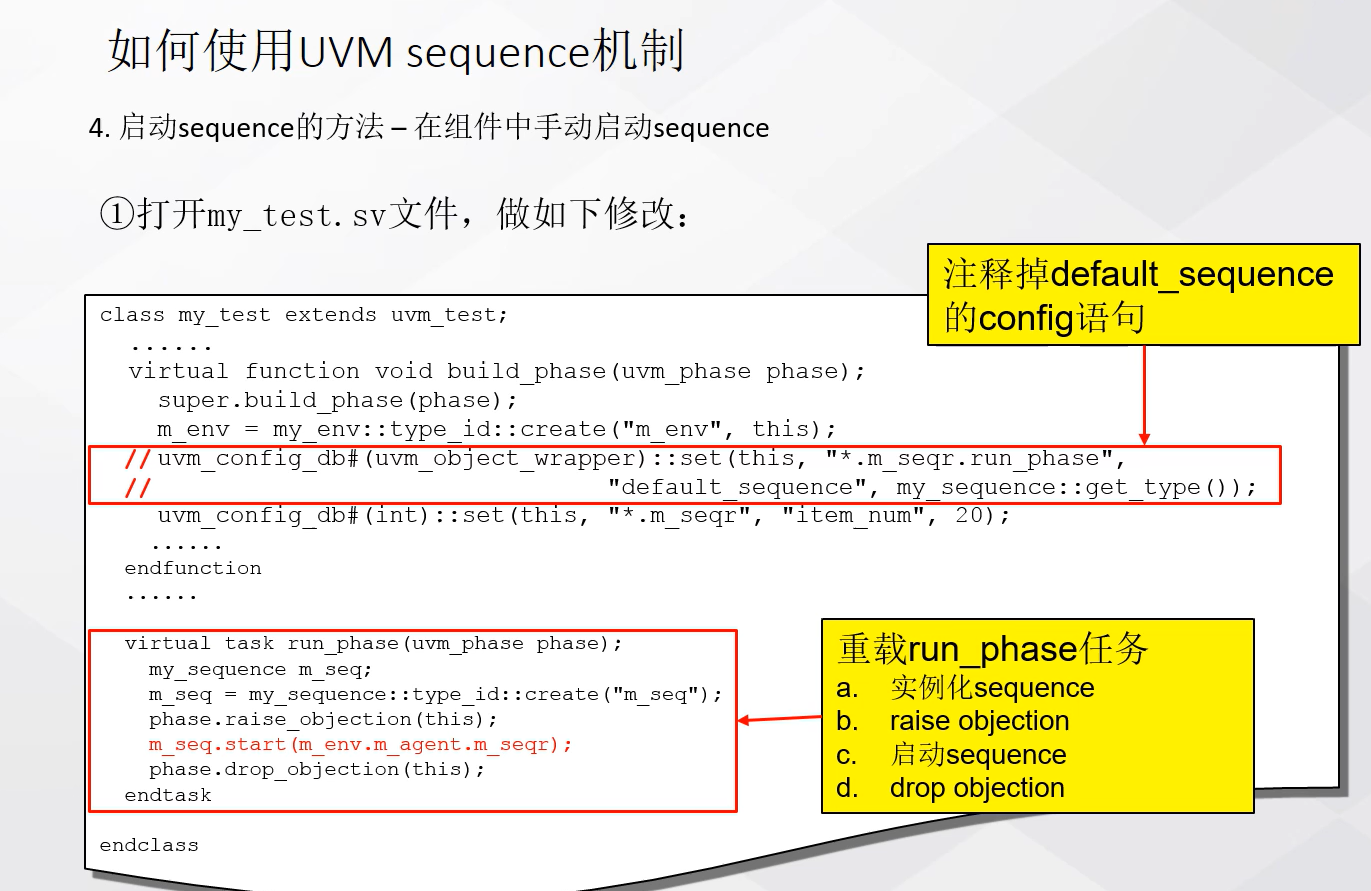 如何使用UVM sequence机制
4. 启动sequence的方法 – 在组件中手动启动sequence
①打开my_test.sv文件，做如下修改：
注释掉default_sequence
的config语句
class my_test extends uvm_test;
......
virtual function void build_phase(uvm_phase phase);
super.build_phase(phase);
m_env = my_env::type_id::create("m_env", this);
// uvm_config_db#(uvm_object_wrapper)::set(this, "*.m_seqr.run_phase",
// "default_sequence", my_sequence::get_type());
uvm_config_db#(int)::set(this, "*.m_seqr", "item_num", 20);
......
endfunction
......
virtual task run_phase(uvm_phase phase);
my_sequence m_seq;
m_seq = my_sequence::type_id::create("m_seq");
phase.raise_objection(this);
m_seq.start(m_env.m_agent.m_seqr);
phase.drop_objection(this);
endtask
endclass
重载run_phase任务
a. 实例化sequence
b. raise objection
c. 启动sequence
d. drop objection